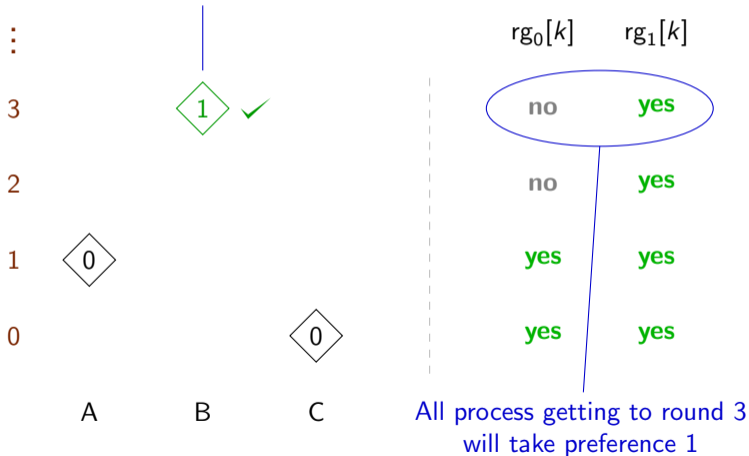 ⋮ rg₀[k] rg₁[k]
3 1 ✓ no yes
2 no yes
1 0 yes yes
0 0 yes yes
A B C All process getting to round 3
will take preference 1